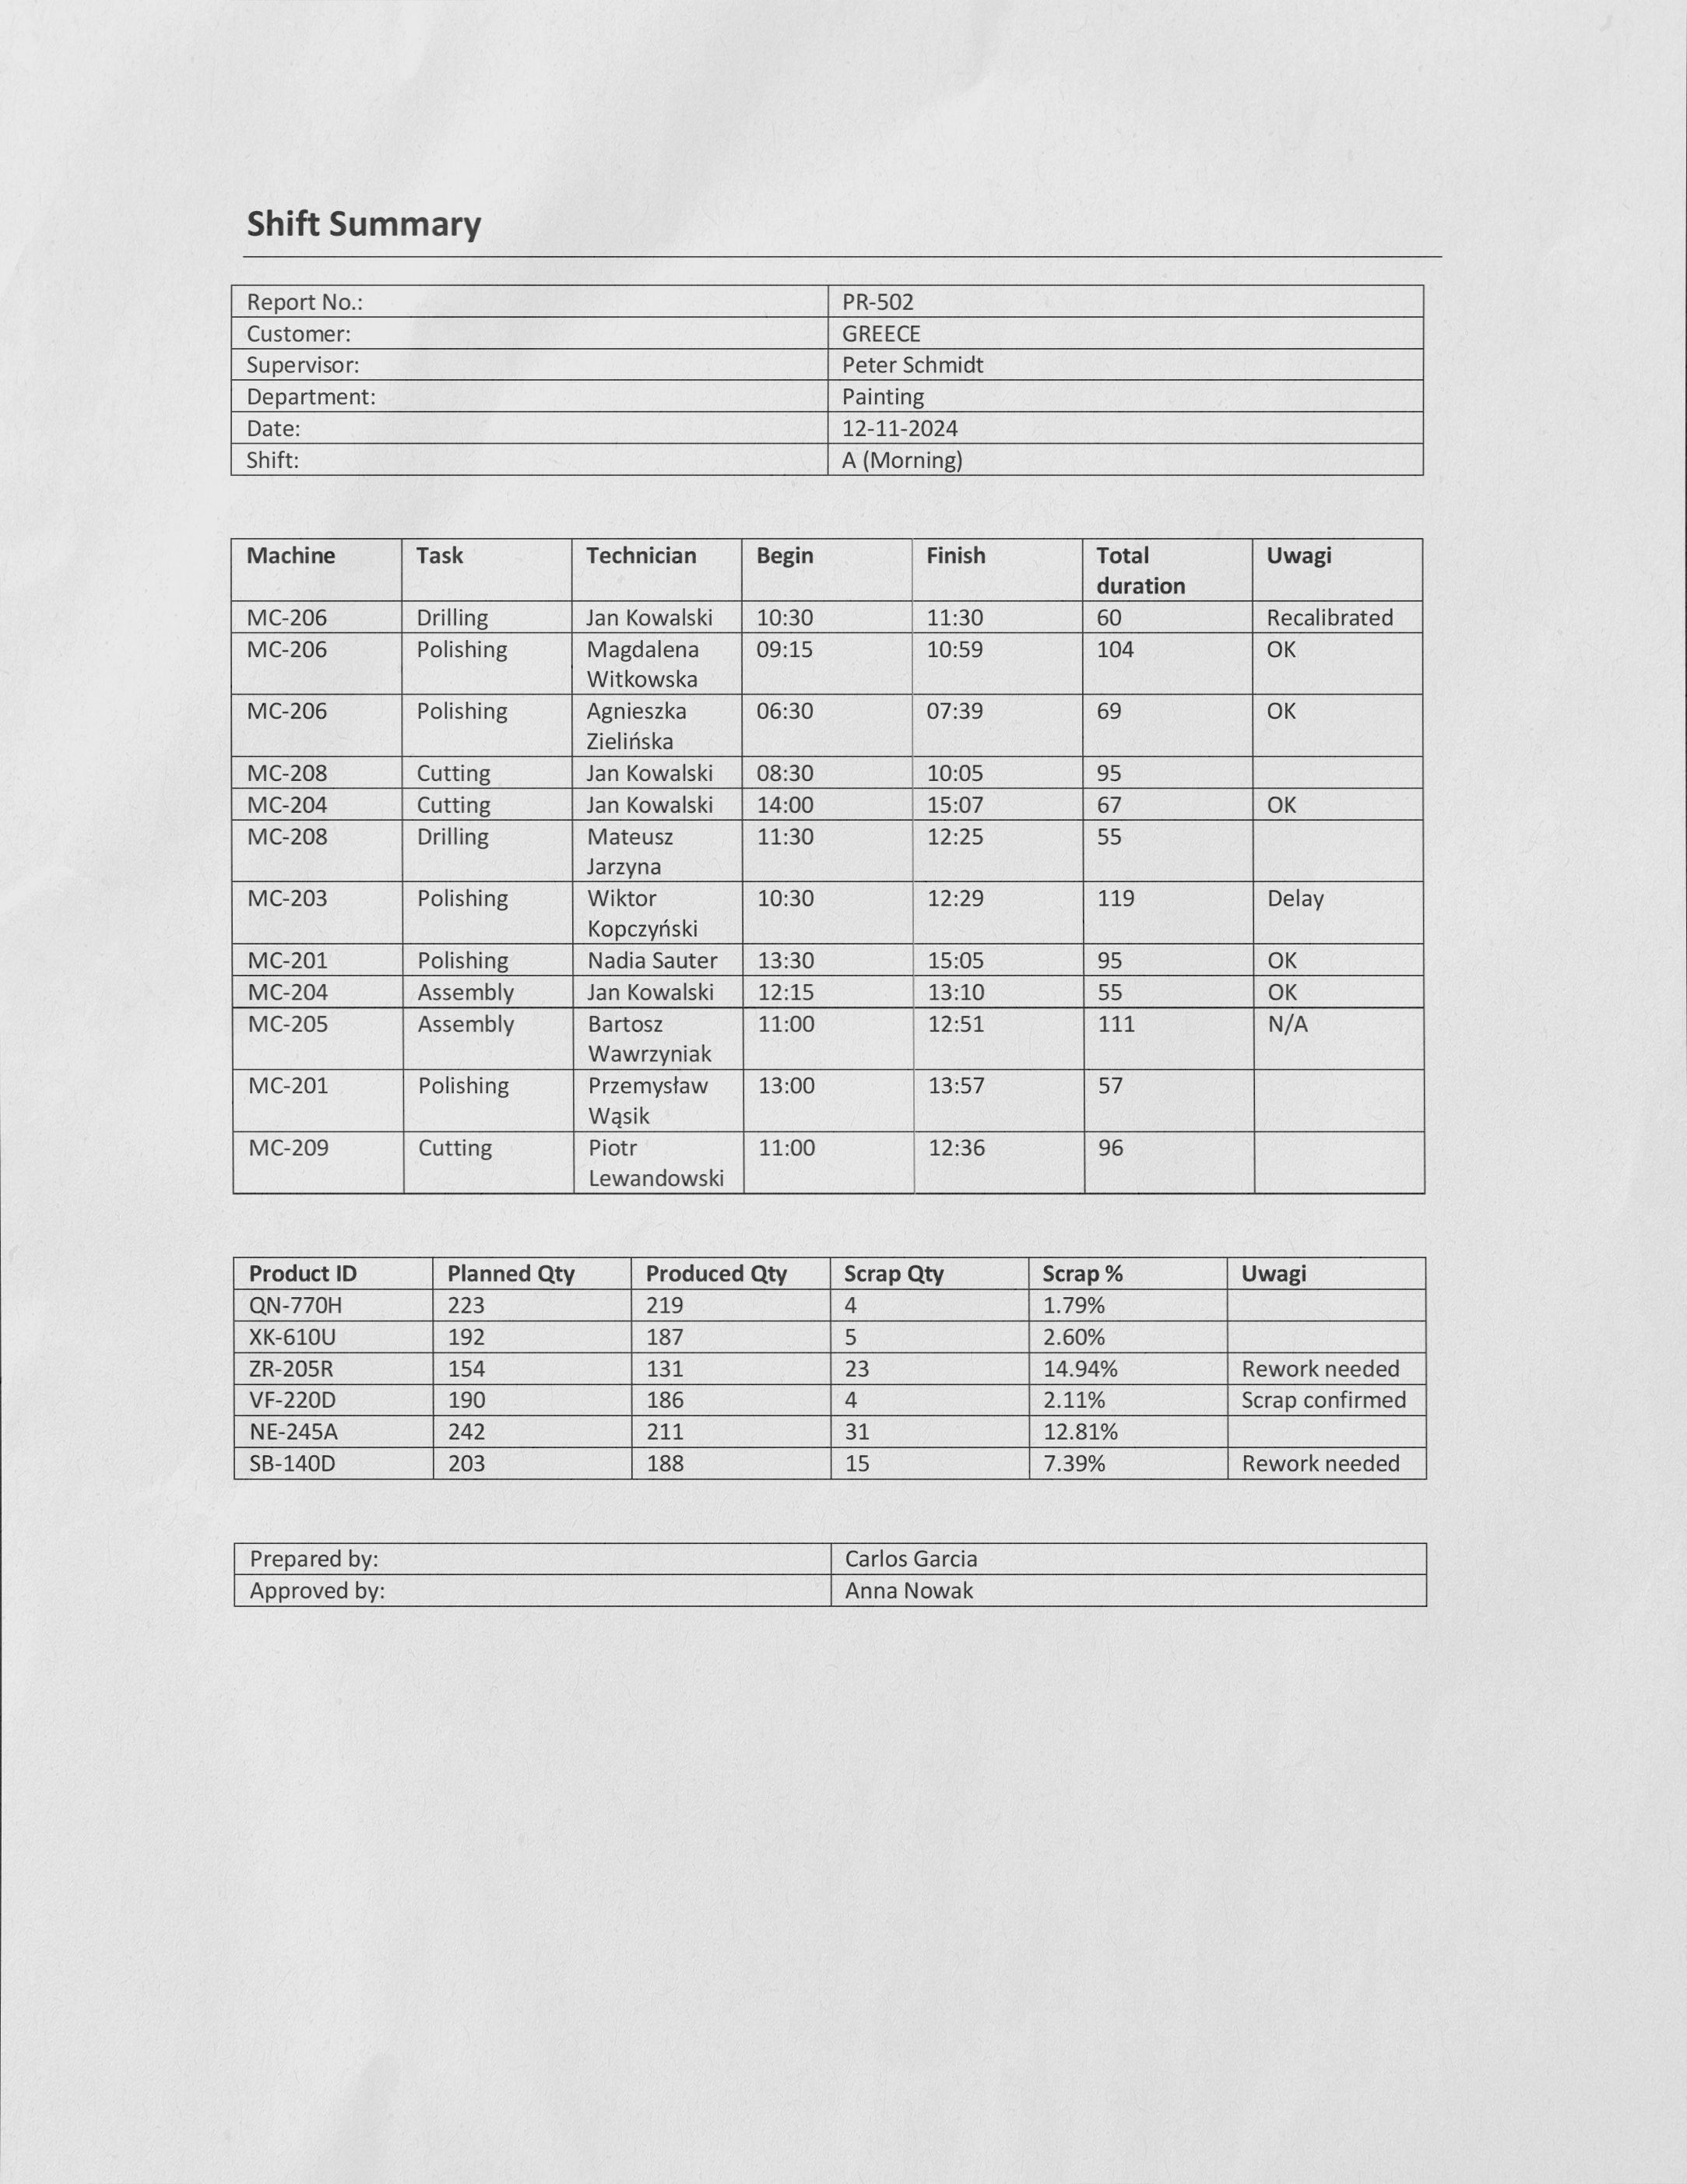 Shift Summary
Report No.: PR-502
Customer: GREECE
Supervisor: Peter Schmidt
Department: Painting
Date: 12-11-2024
Shift: A (Morning)
Machine Task Technician Begin Finish Total duration Uwagi
MC-206 Drilling Jan Kowalski 10:30 11:30 60 Recalibrated
MC-206 Polishing Magdalena Witkowska 09:15 10:59 104 OK
MC-206 Polishing Agnieszka Zielińska 06:30 07:39 69 OK
MC-208 Cutting Jan Kowalski 08:30 10:05 95
MC-204 Cutting Jan Kowalski 14:00 15:07 67 OK
MC-208 Drilling Mateusz Jarzyna 11:30 12:25 55
MC-203 Polishing Wiktor Kopczyński 10:30 12:29 119 Delay
MC-201 Polishing Nadia Sauter 13:30 15:05 95 OK
MC-204 Assembly Jan Kowalski 12:15 13:10 55 OK
MC-205 Assembly Bartosz Wawrzyniak 11:00 12:51 111 N/A
MC-201 Polishing Przemysław Wąsik 13:00 13:57 57
MC-209 Cutting Piotr Lewandowski 11:00 12:36 96
Product ID Planned Qty Produced Qty Scrap Qty Scrap % Uwagi
QN-770H 223 219 4 1.79%
XK-610U 192 187 5 2.60%
ZR-205R 154 131 23 14.94% Rework needed
VF-220D 190 186 4 2.11% Scrap confirmed
NE-245A 242 211 31 12.81%
SB-140D 203 188 15 7.39% Rework needed
Prepared by: Carlos Garcia
Approved by: Anna Nowak